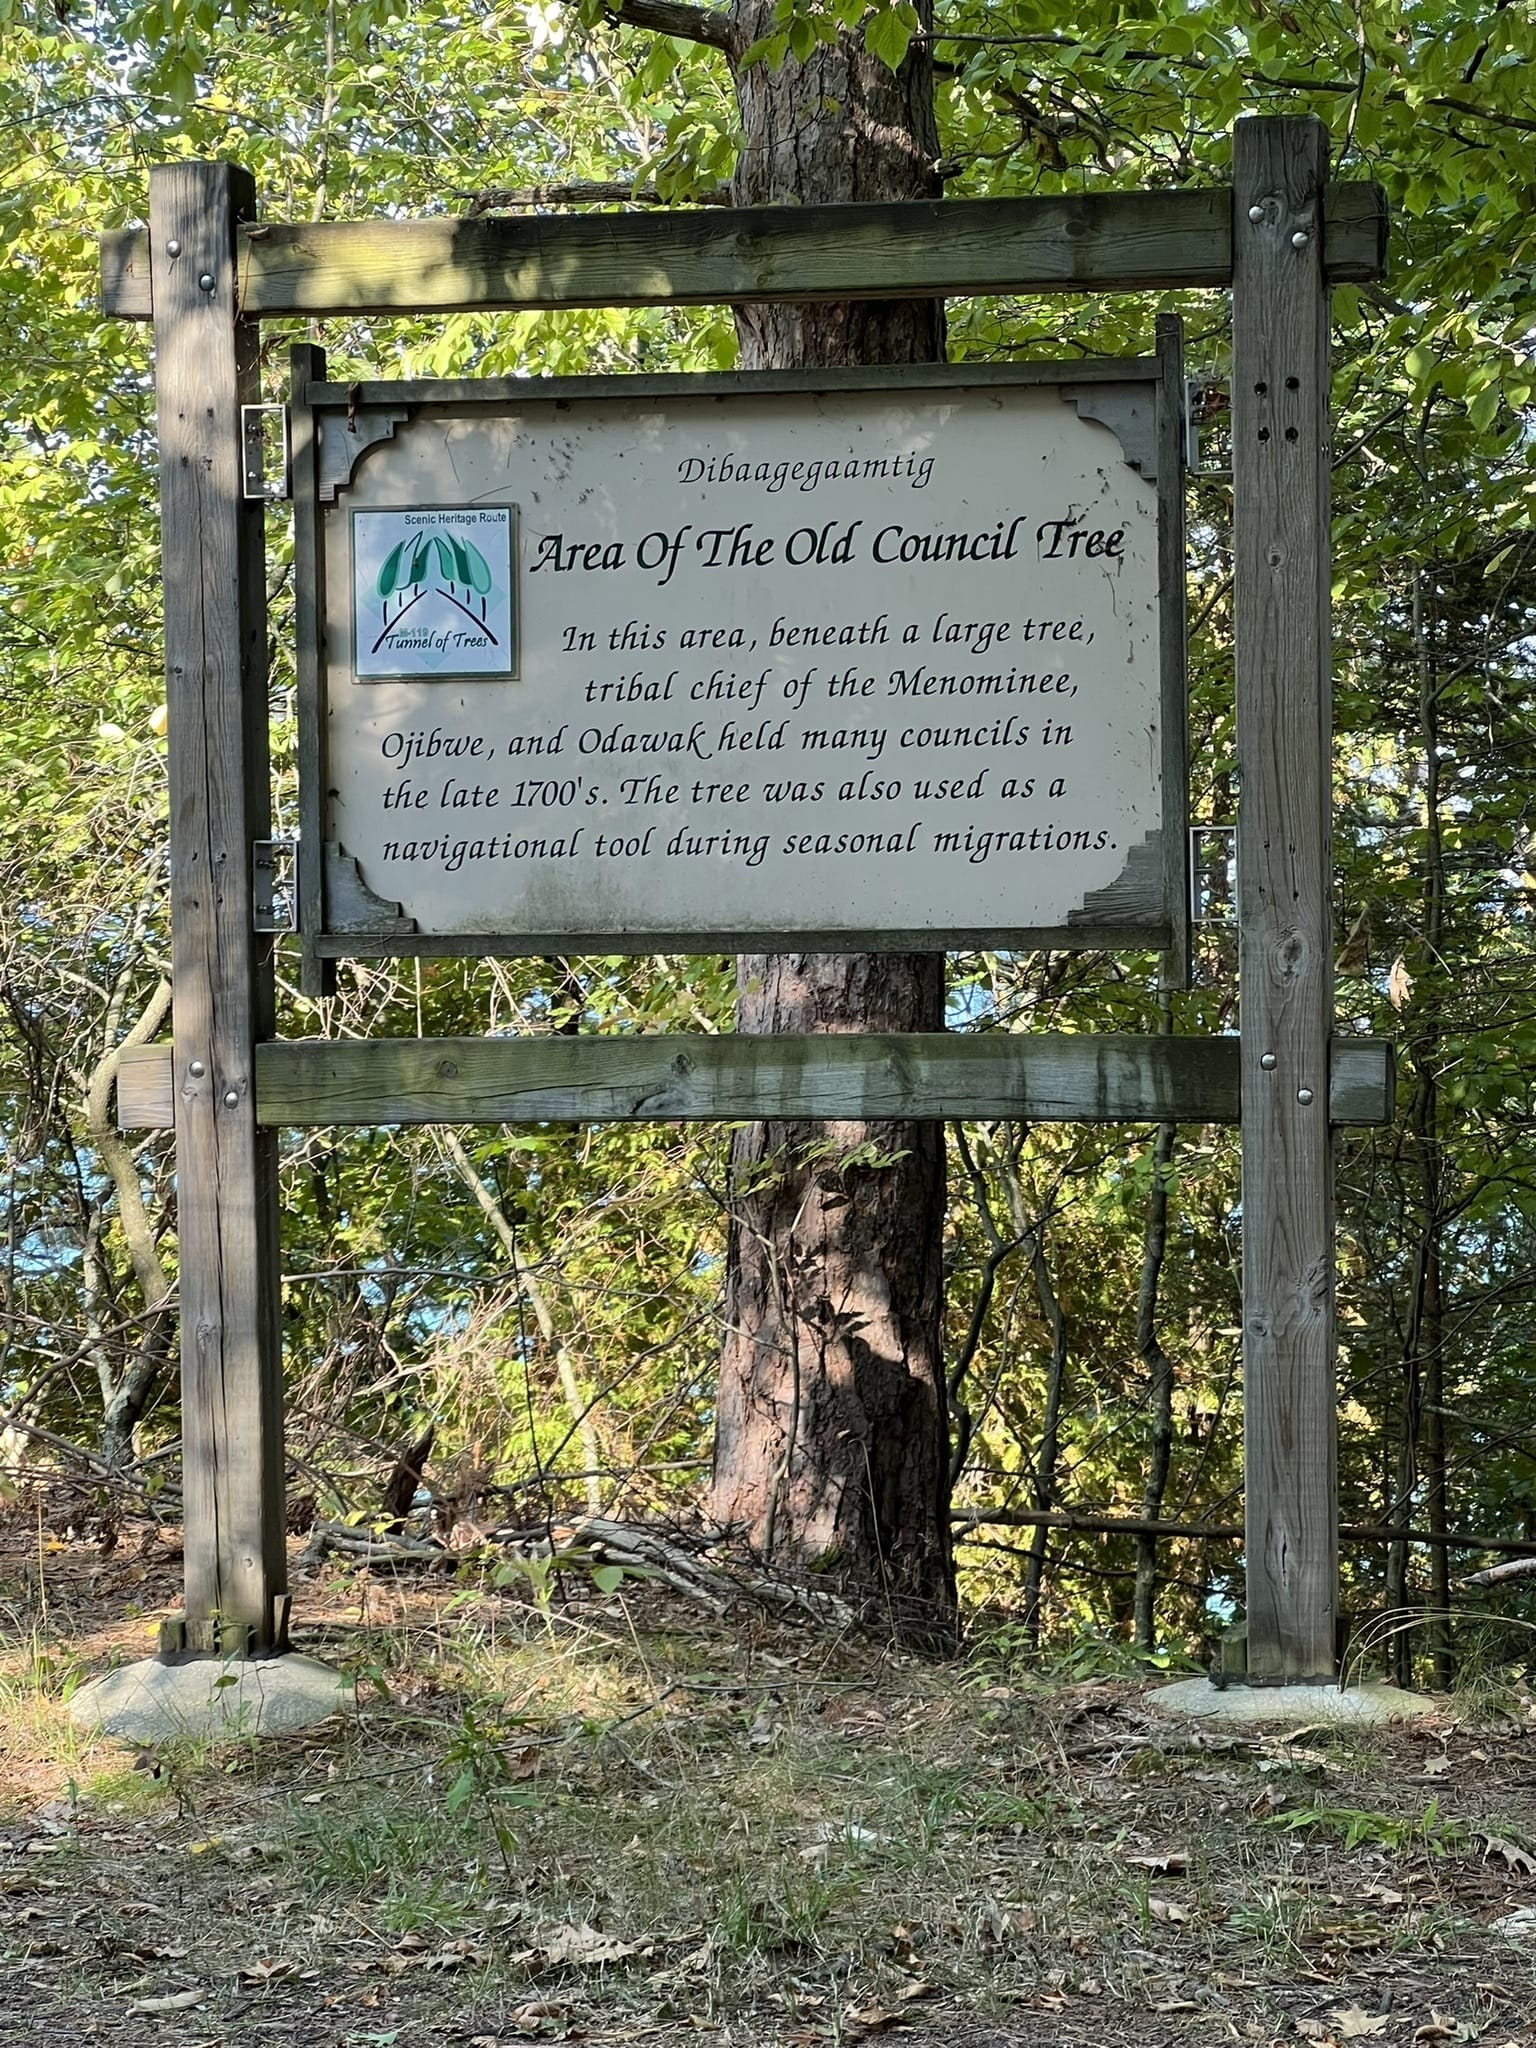 Dibaagegaamtig
Scenic Heritage Route
M-119
Tunnel of Trees
Area Of The Old Council Tree
In this area, beneath a large tree,
tribal chief of the Menominee,
Ojibwe, and Odawak held many councils in
the late 1700's. The tree was also used as a
navigational tool during seasonal migrations.